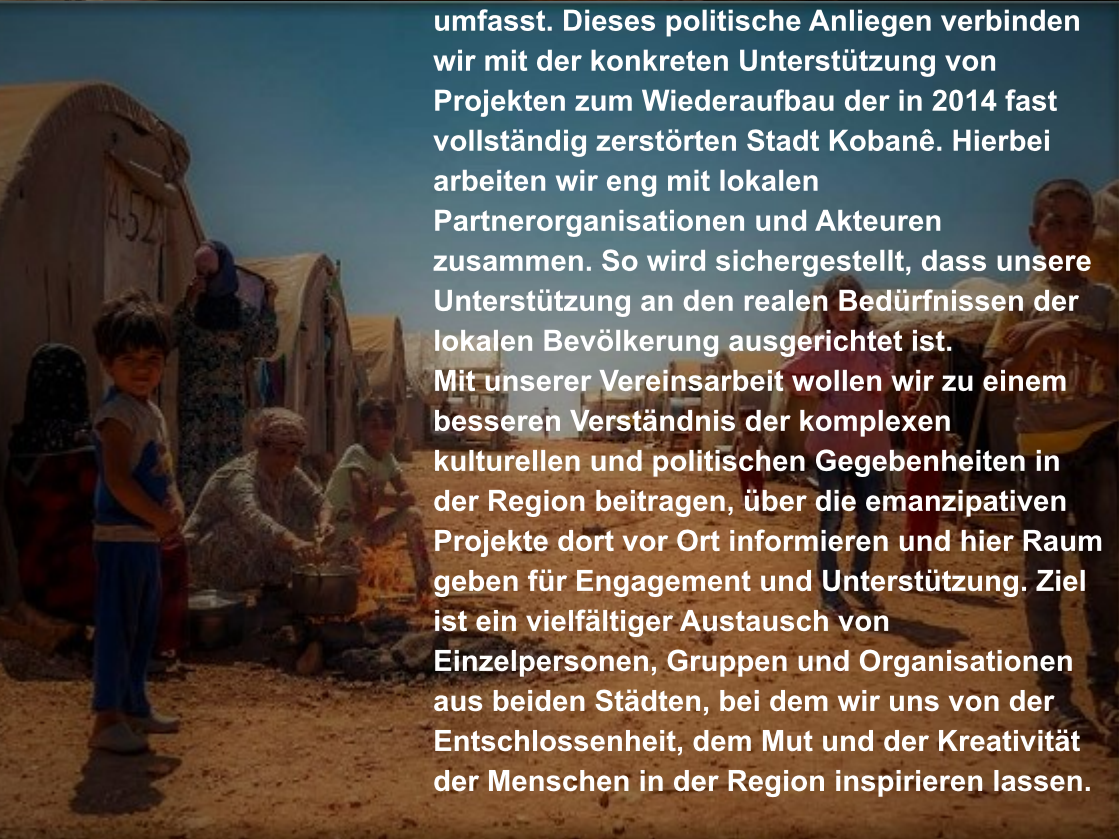 umfasst. Dieses politische Anliegen verbinden
wir mit der konkreten Unterstützung von
Projekten zum Wiederaufbau der in 2014 fast
vollständig zerstörten Stadt Kobanê. Hierbei
arbeiten wir eng mit lokalen
Partnerorganisationen und Akteuren
zusammen. So wird sichergestellt, dass unsere
Unterstützung an den realen Bedürfnissen der
lokalen Bevölkerung ausgerichtet ist.
Mit unserer Vereinsarbeit wollen wir zu einem
besseren Verständnis der komplexen
kulturellen und politischen Gegebenheiten in
der Region beitragen, über die emanzipativen
Projekte dort vor Ort informieren und hier Raum
geben für Engagement und Unterstützung. Ziel
ist ein vielfältiger Austausch von
Einzelpersonen, Gruppen und Organisationen
aus beiden Städten, bei dem wir uns von der
Entschlossenheit, dem Mut und der Kreativität
der Menschen in der Region inspirieren lassen.